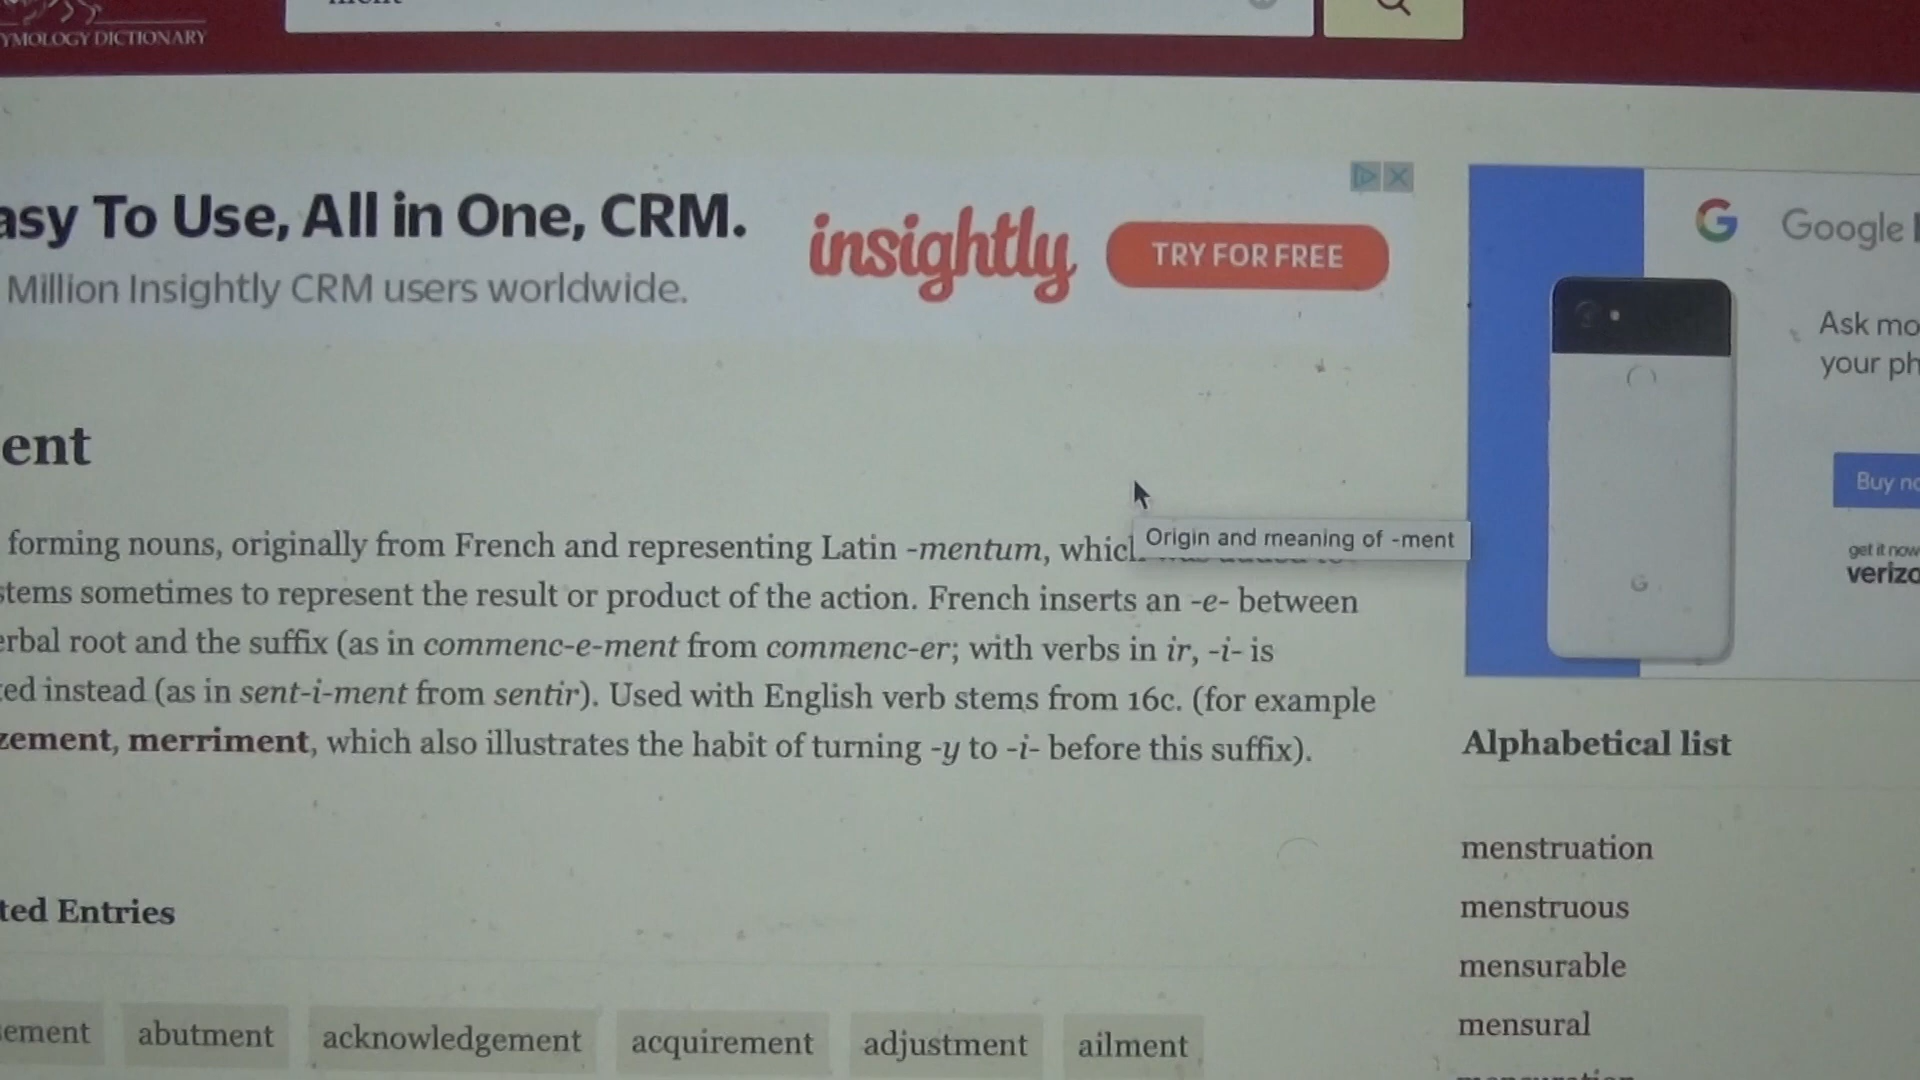 YMOLOGY DICTIONARY
asy To Use, All in One, CRM.
Million Insightly CRM users worldwide.
insightly
TRY FOR FREE
G Google
Ask mo
your ph
Buy no
get it now
verizo
G
ent
forming nouns, originally from French and representing Latin -mentum, which
Origin and meaning of -ment
stems sometimes to represent the result or product of the action. French inserts an -e- between
erbal root and the suffix (as in commenc-e-ment from commenc-er; with verbs in ir, -i- is
ed instead (as in sent-i-ment from sentir). Used with English verb stems from 16c. (for example
zement, merriment, which also illustrates the habit of turning -y to -i- before this suffix).
ted Entries
ement abutment acknowledgement acquirement adjustment ailment
Alphabetical list
menstruation
menstruous
mensurable
mensural